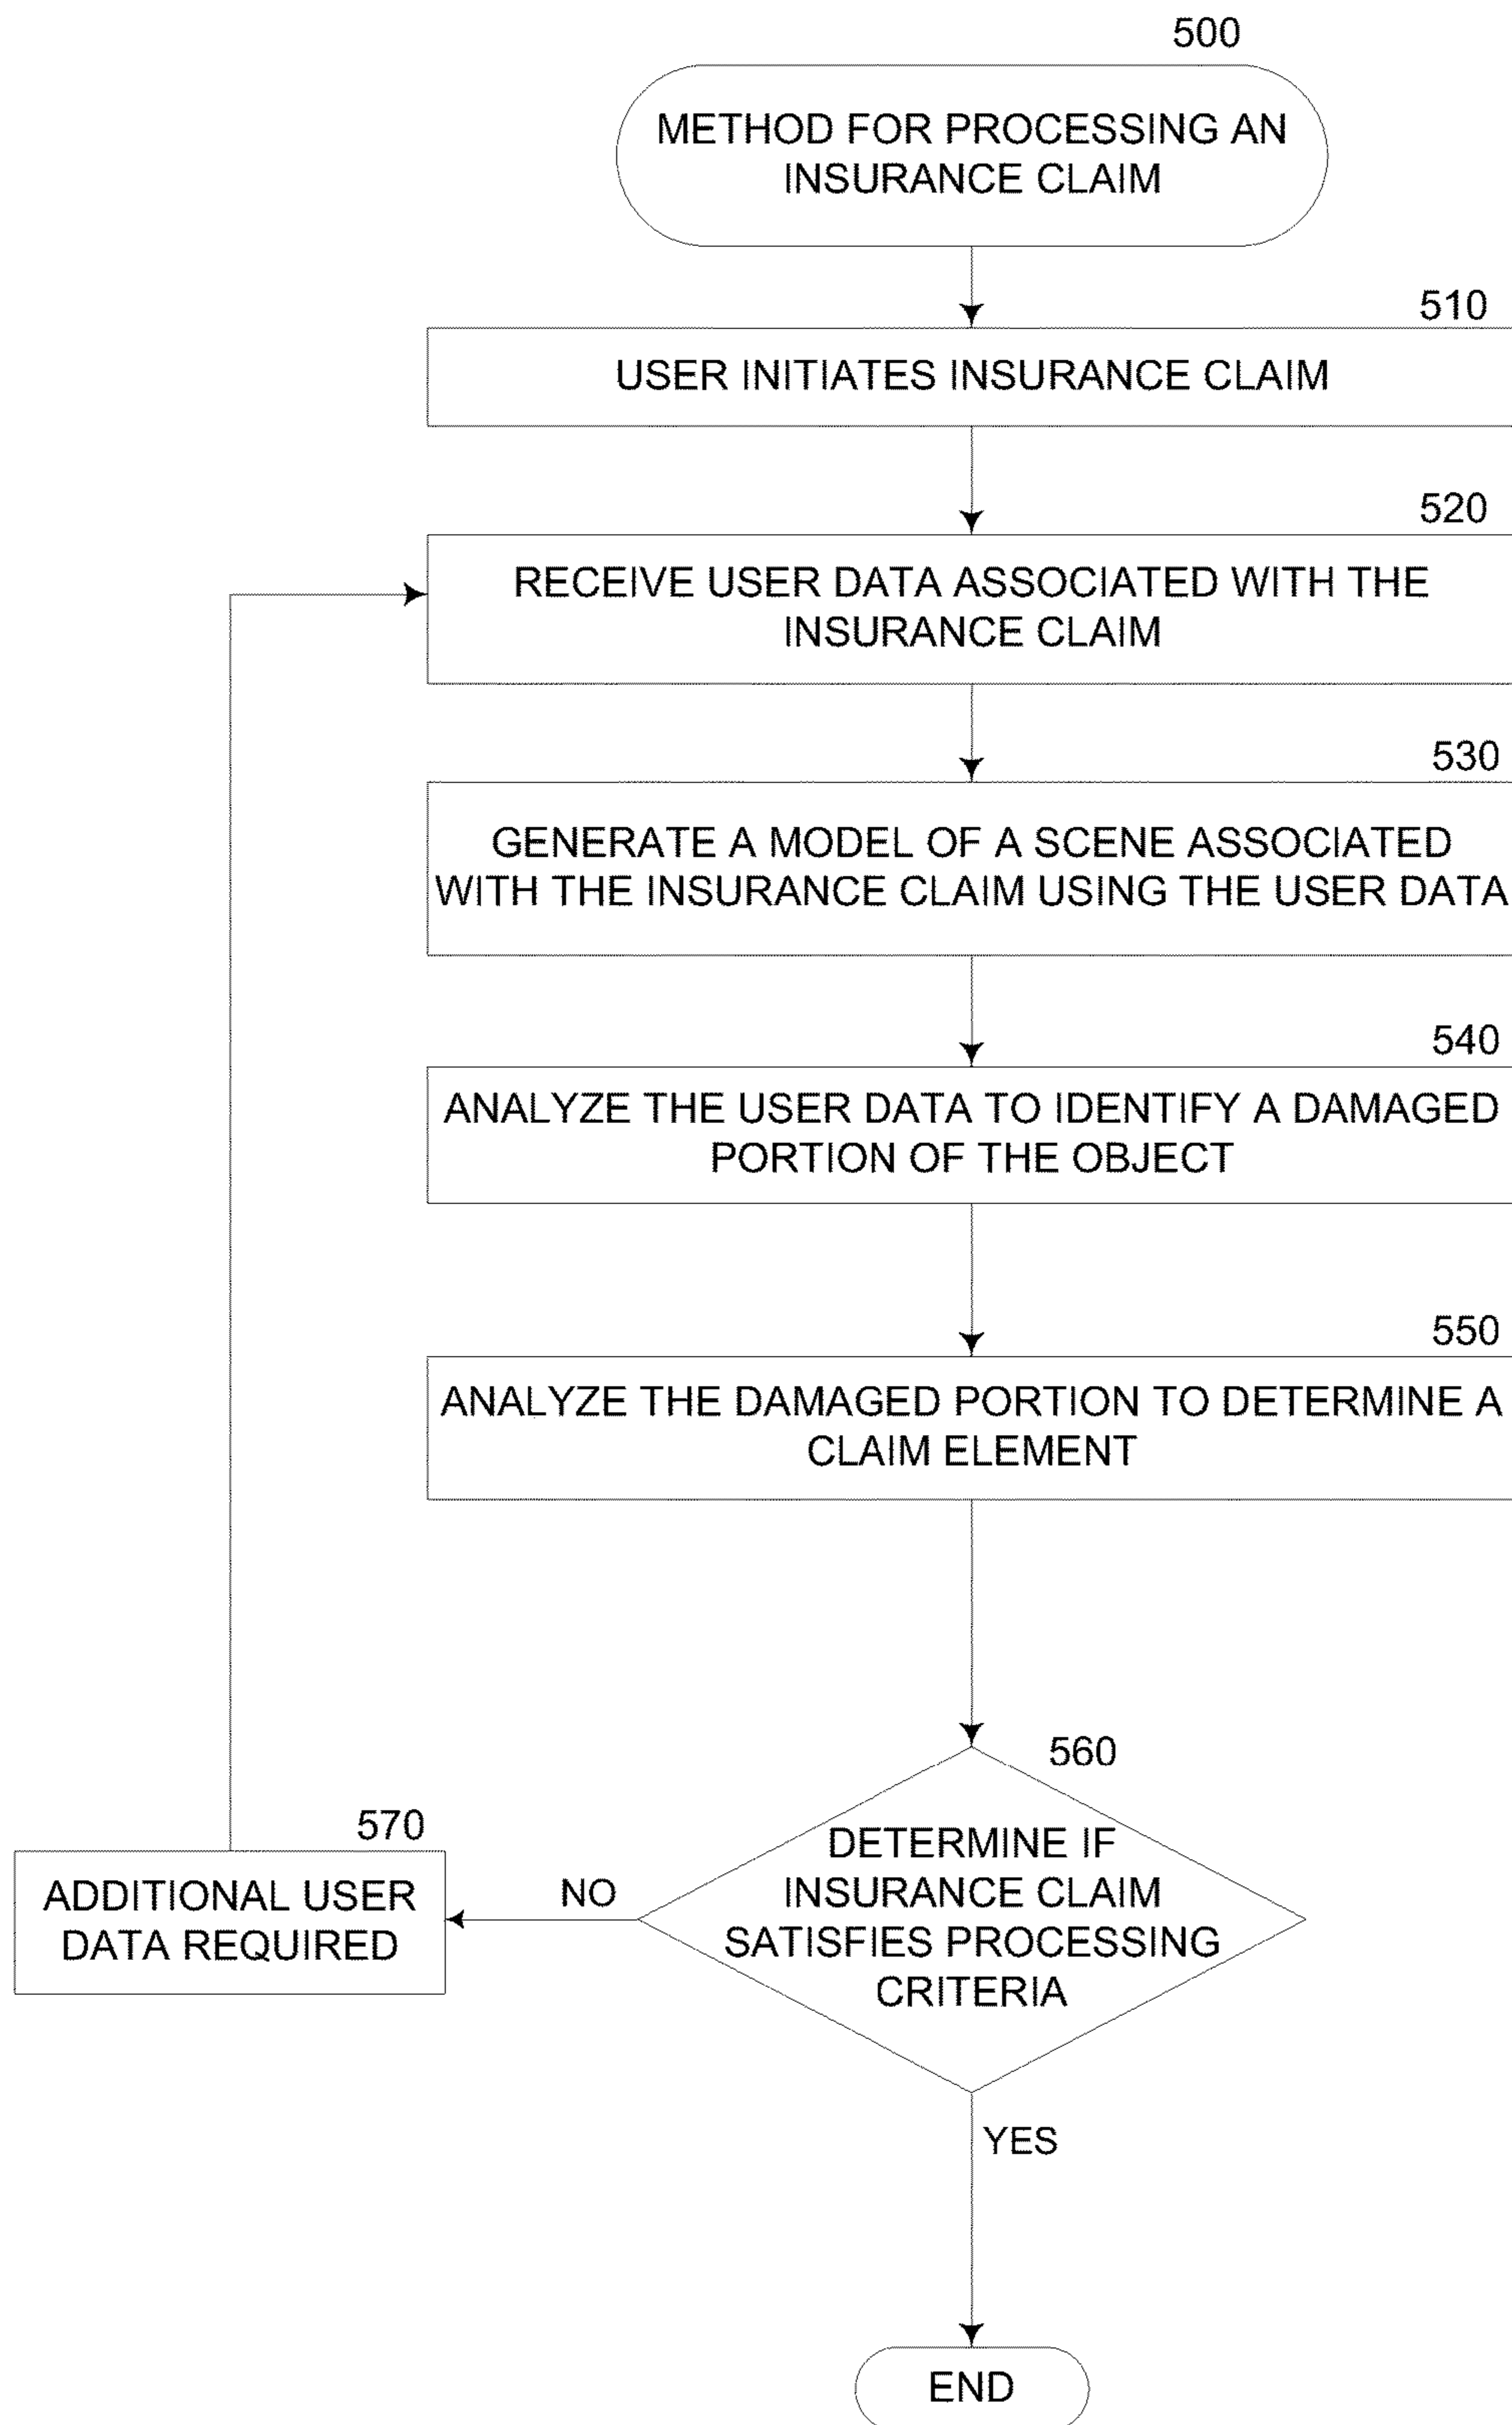 500
METHOD FOR PROCESSING AN
INSURANCE CLAIM
510
USER INITIATES INSURANCE CLAIM
520
RECEIVE USER DATA ASSOCIATED WITH THE
INSURANCE CLAIM
530
GENERATE A MODEL OF A SCENE ASSOCIATED
WITH THE INSURANCE CLAIM USING THE USER DATA
540
ANALYZE THE USER DATA TO IDENTIFY A DAMAGED
PORTION OF THE OBJECT
550
ANALYZE THE DAMAGED PORTION TO DETERMINE A
CLAIM ELEMENT
560
DETERMINE IF
INSURANCE CLAIM
SATISFIES PROCESSING
CRITERIA
NO
570
ADDITIONAL USER
DATA REQUIRED
YES
END